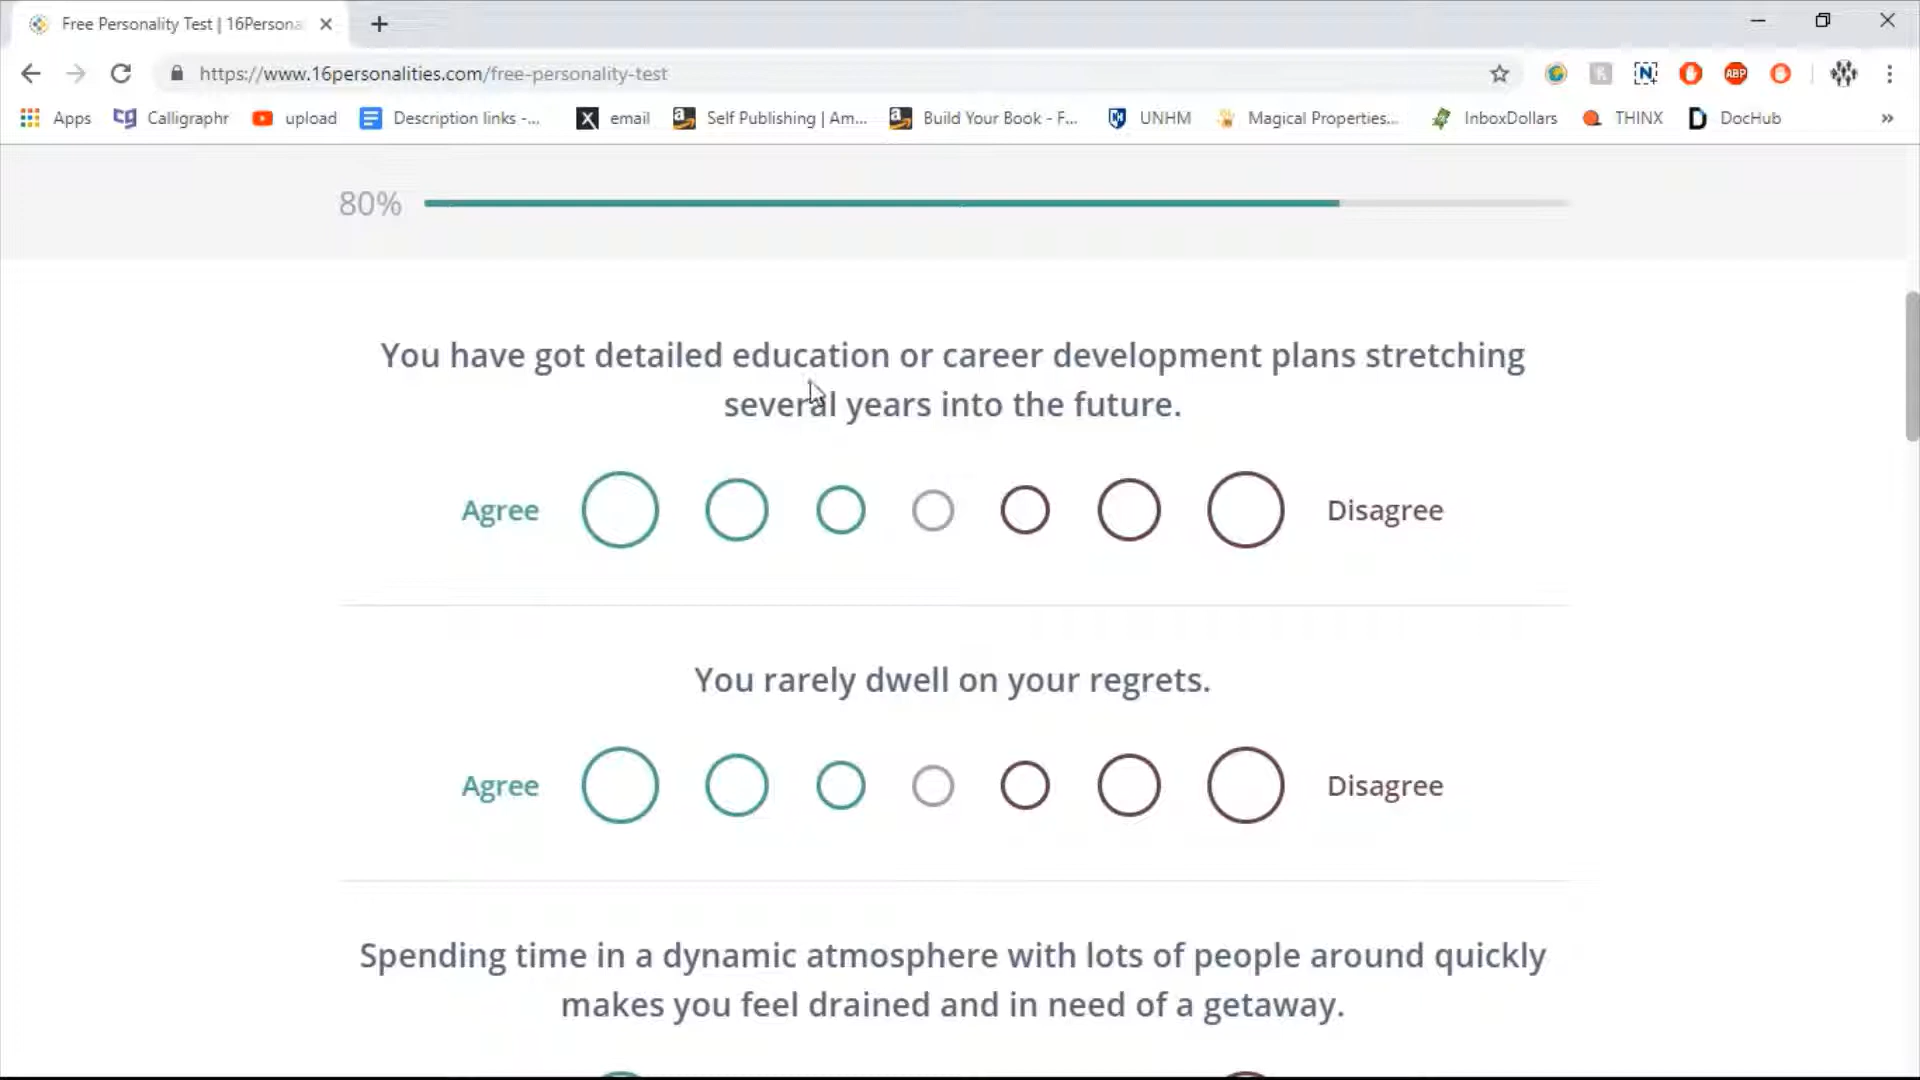 Free Personality Test | 16Persona
https://www.16personalities.com/free-personality-test
ABP
Apps Calligraphr upload Description links -... email Self Publishing | Am... Build Your Book - F... UNHM Magical Properties... InboxDollars THINX DocHub »
80%
You have got detailed education or career development plans stretching
several years into the future.
Agree Disagree
You rarely dwell on your regrets.
Agree Disagree
Spending time in a dynamic atmosphere with lots of people around quickly
makes you feel drained and in need of a getaway.